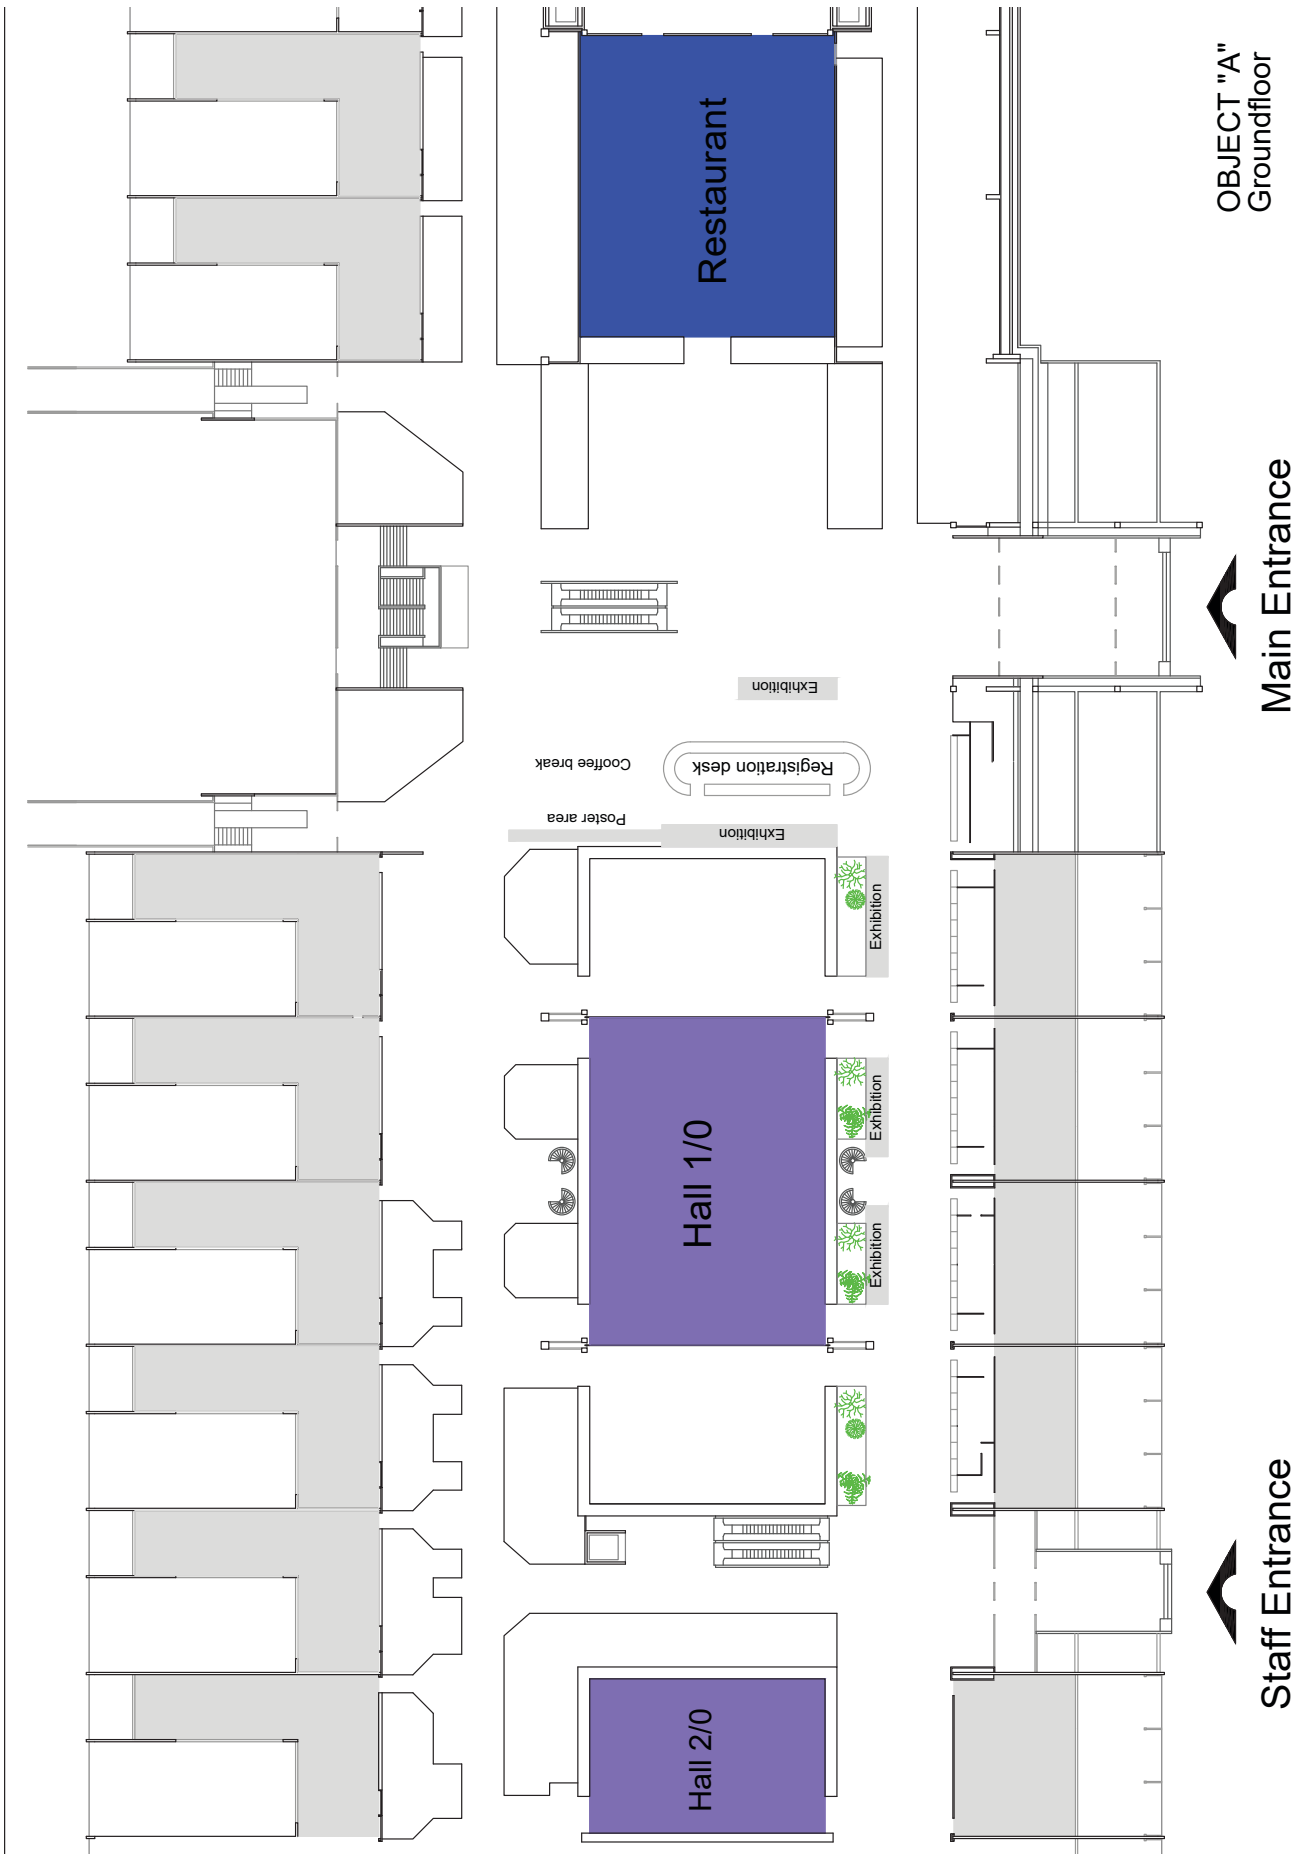 OBJECT "A"
Groundfloor
Restaurant
Main Entrance
Exhibition
Cooffee break
Registration desk
Poster area
Exhibition
Exhibition
Hall 1/0
Exhibition
Exhibition
Staff Entrance
Hall 2/0